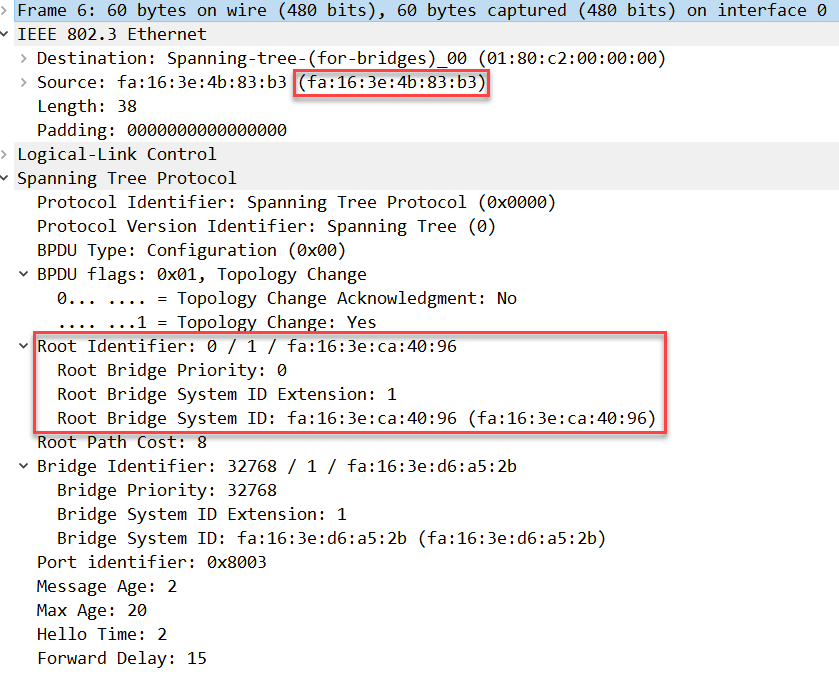 Frame 6: 60 bytes on wire (480 bits), 60 bytes captured (480 bits) on interface 0
IEEE 802.3 Ethernet
Destination: Spanning-tree-(for-bridges)_00 (01:80:c2:00:00:00)
Source: fa:16:3e:4b:83:b3 (fa:16:3e:4b:83:b3)
Length: 38
Padding: 0000000000000000
Logical-Link Control
Spanning Tree Protocol
Protocol Identifier: Spanning Tree Protocol (0x0000)
Protocol Version Identifier: Spanning Tree (0)
BPDU Type: Configuration (0x00)
BPDU flags: 0x01, Topology Change
0... .... = Topology Change Acknowledgment: No
.... ...1 = Topology Change: Yes
Root Identifier: 0 / 1 / fa:16:3e:ca:40:96
Root Bridge Priority: 0
Root Bridge System ID Extension: 1
Root Bridge System ID: fa:16:3e:ca:40:96 (fa:16:3e:ca:40:96)
Root Path Cost: 8
Bridge Identifier: 32768 / 1 / fa:16:3e:d6:a5:2b
Bridge Priority: 32768
Bridge System ID Extension: 1
Bridge System ID: fa:16:3e:d6:a5:2b (fa:16:3e:d6:a5:2b)
Port identifier: 0x8003
Message Age: 2
Max Age: 20
Hello Time: 2
Forward Delay: 15